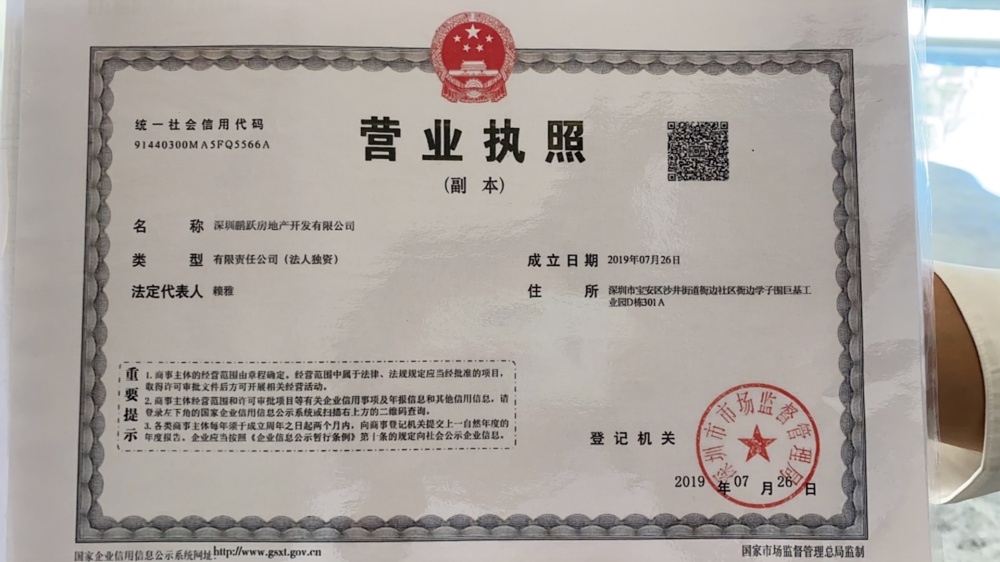 统一社会信用代码
91440300MA5FQ5566A
营业执照
(副 本)
名 称 深圳鹏跃房地产开发有限公司
类 型 有限责任公司(法人独资)
法定代表人 赖雅
成立日期 2019年07月26日
住 所 深圳市宝安区沙井街道衙边社区衙边学子围巨基工
业园D栋301A
重要提示
1. 商事主体的经营范围由章程确定。经营范围中属于法律、法规规定应当经批准的项目,
取得许可审批文件后方可开展相关经营活动。
2. 商事主体经营范围和许可审批项目等有关企业信用事项及年报信息和其他信用信息,请
登录左下角的国家企业信用信息公示系统或扫描右上方的二维码查询。
3. 各类商事主体每年须于成立周年之日起两个月内,向商事登记机关提交上一自然年度的
年度报告。企业应当按照《企业信息公示暂行条例》第十条的规定向社会公示企业信息。
登记机关
深圳市市场监督管理局
2019年07月26日
国家企业信用信息公示系统网址:http://www.gsxt.gov.cn
国家市场监督管理总局监制